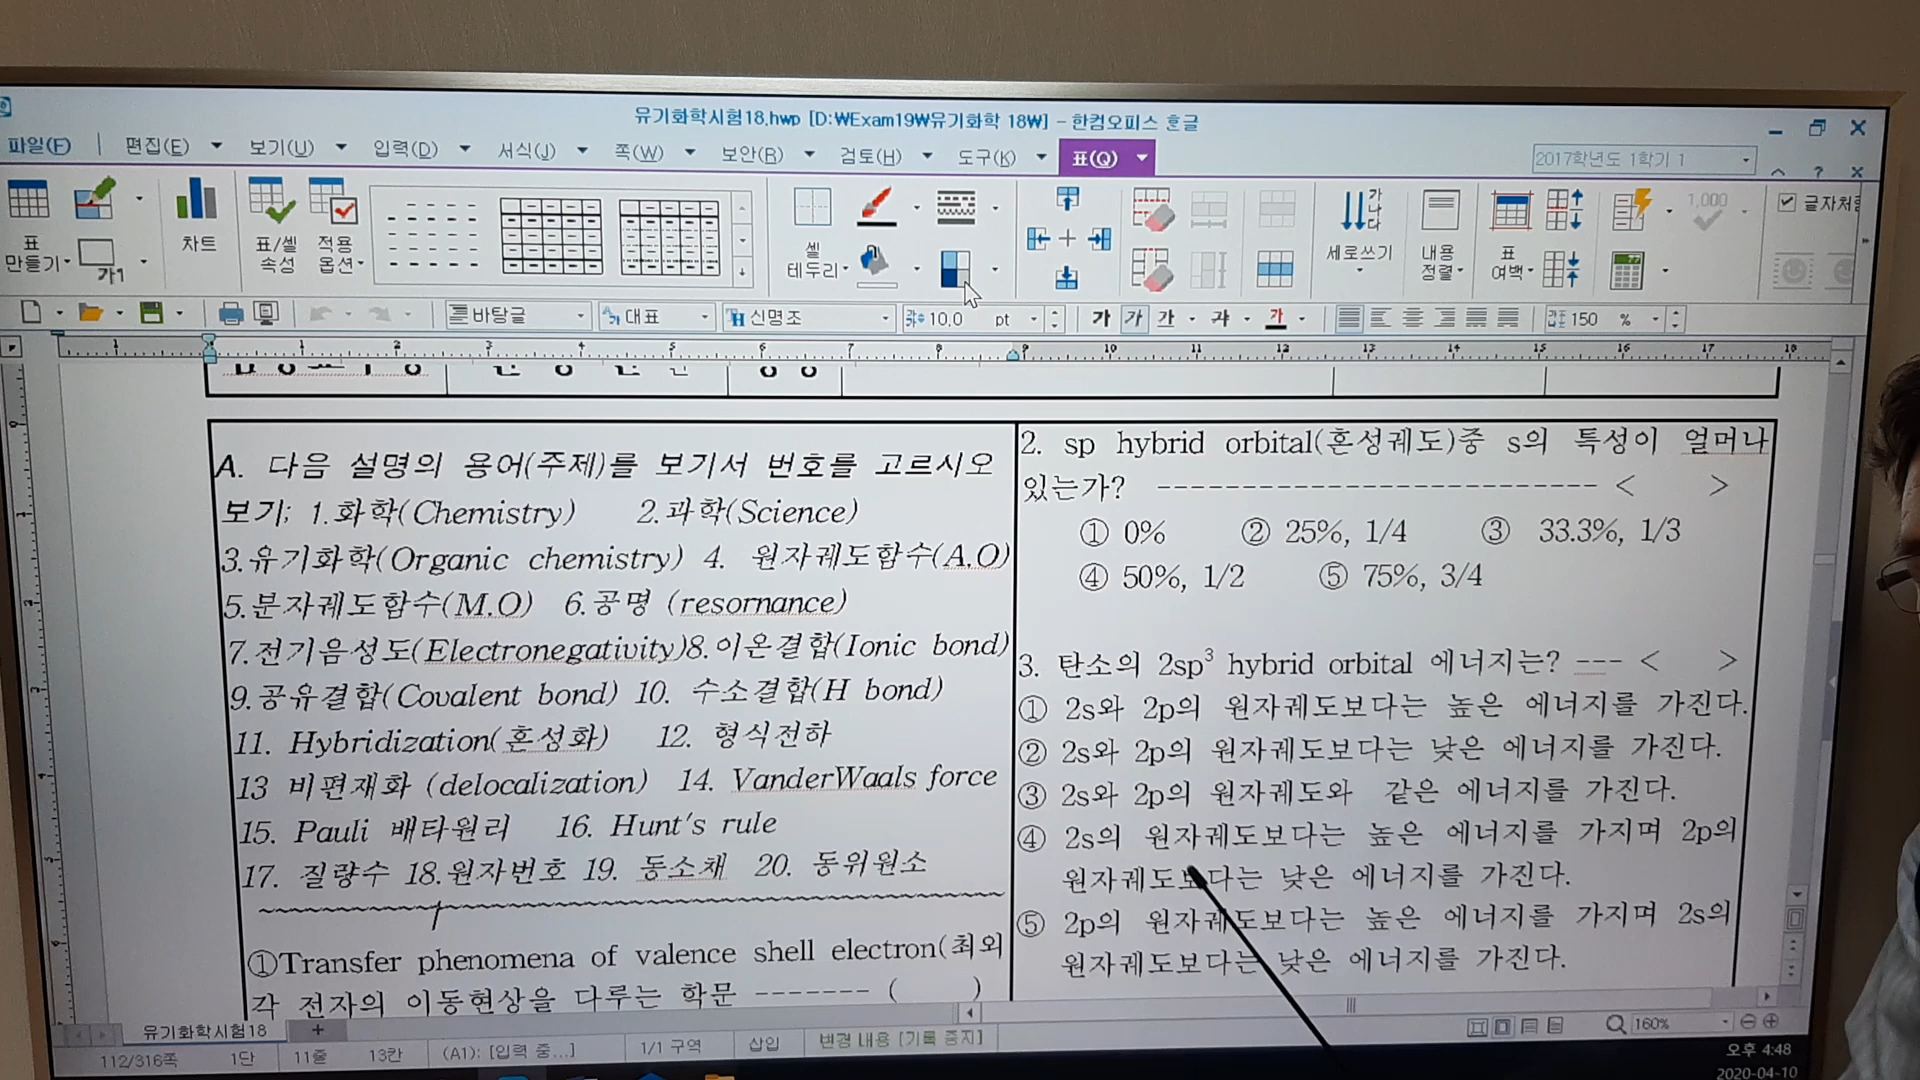 유기화학시험18.hwp [D:₩Exam19₩유기화학 18₩] - 한컴오피스 한글
파일(F) 편집(E) 보기(U) 입력(D) 서식(J) 쪽(W) 보안(B) 검토(H) 도구(K) 표(Q) 2017학년도 1학기 1
표 만들기 가1 차트 표/셀 속성 적용 옵션 셀 테두리 세로쓰기 내용 정렬 표 여백 1,000
바탕글 대표 신명조 10.0 pt 가 가 가 가 가 150 %
A. 다음 설명의 용어(주제)를 보기서 번호를 고르시오
보기; 1.화학(Chemistry) 2.과학(Science)
3.유기화학(Organic chemistry) 4. 원자궤도함수(A.O)
5.분자궤도합수(M.O) 6.공명 (resornance)
7.전기음성도(Electronegativity)8.이온결합(Ionic bond)
9.공유결합(Covalent bond) 10. 수소결합(H bond)
11. Hybridization(혼성화) 12. 형식전하
13 비편재화 (delocalization) 14. VanderWaals force
15. Pauli 배타원리 16. Hunt's rule
17. 질량수 18.원자번호 19. 동소채 20. 동위원소
①Transfer phenomena of valence shell electron(최외
각 전자의 이동현상을 다루는 학문 ------- ( )
2. sp hybrid orbital(혼성궤도)중 s의 특성이 얼머나
있는가? -------------------------- < >
① 0% ② 25%, 1/4 ③ 33.3%, 1/3
④ 50%, 1/2 ⑤ 75%, 3/4
3. 탄소의 2sp³ hybrid orbital 에너지는? --- < >
① 2s와 2p의 원자궤도보다는 높은 에너지를 가진다.
② 2s와 2p의 원자궤도보다는 낮은 에너지를 가진다.
③ 2s와 2p의 원자궤도와 같은 에너지를 가진다.
④ 2s의 원자궤도보다는 높은 에너지를 가지며 2p의
원자궤도보다는 낮은 에너지를 가진다.
⑤ 2p의 원자궤도보다는 높은 에너지를 가지며 2s의
원자궤도보다는 낮은 에너지를 가진다.
유기화학시험18
112/316쪽 1단 11줄 13칸 (A1): [입력 중...] 1/1 구역 삽입 변경 내용 [기록 중지] 160%
오후 4:48
2020-04-10